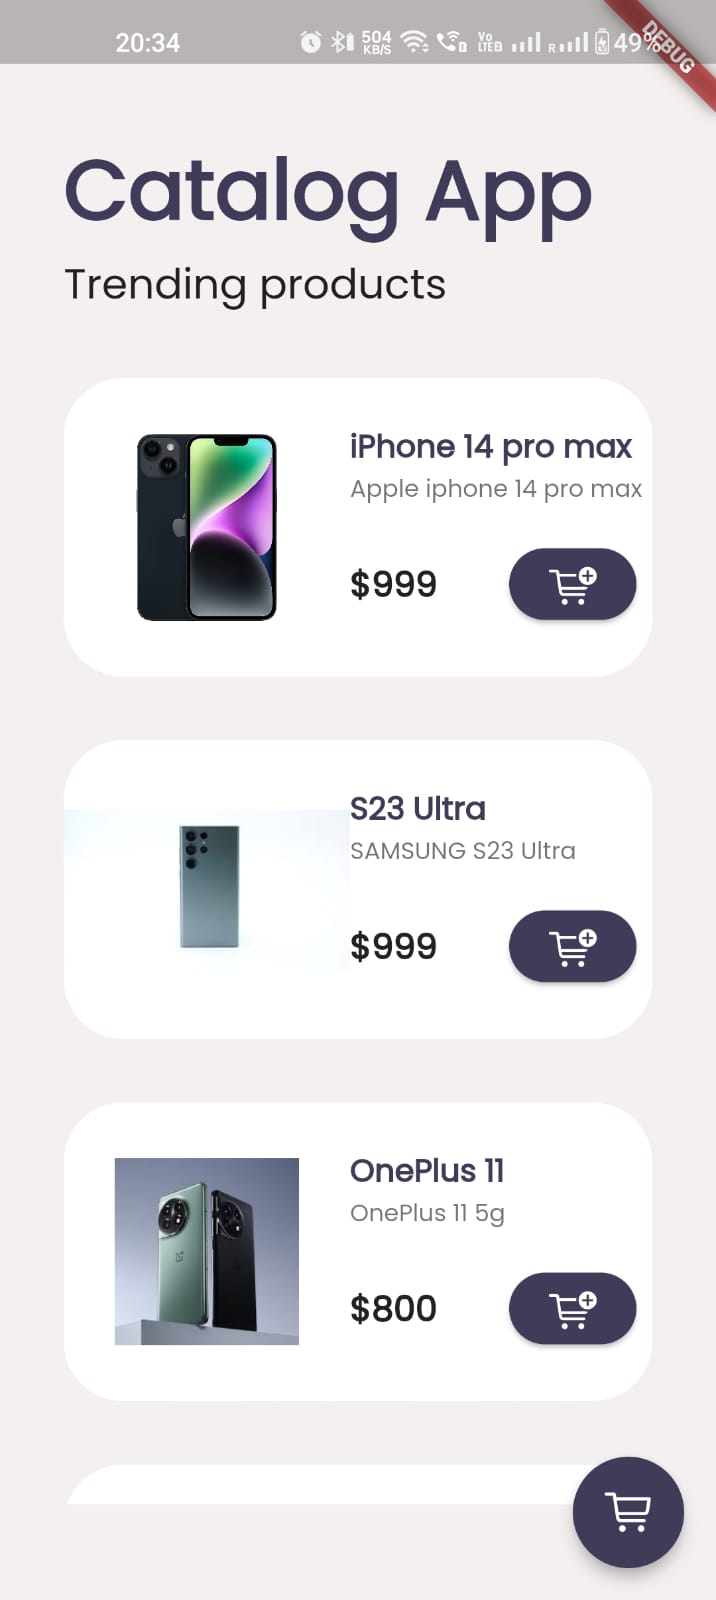 20:34 504 KB/S Vo LTE2 R 49%
DEBUG
Catalog App
Trending products
iPhone 14 pro max
Apple iphone 14 pro max
$999
S23 Ultra
SAMSUNG S23 Ultra
$999
OnePlus 11
OnePlus 11 5g
$800